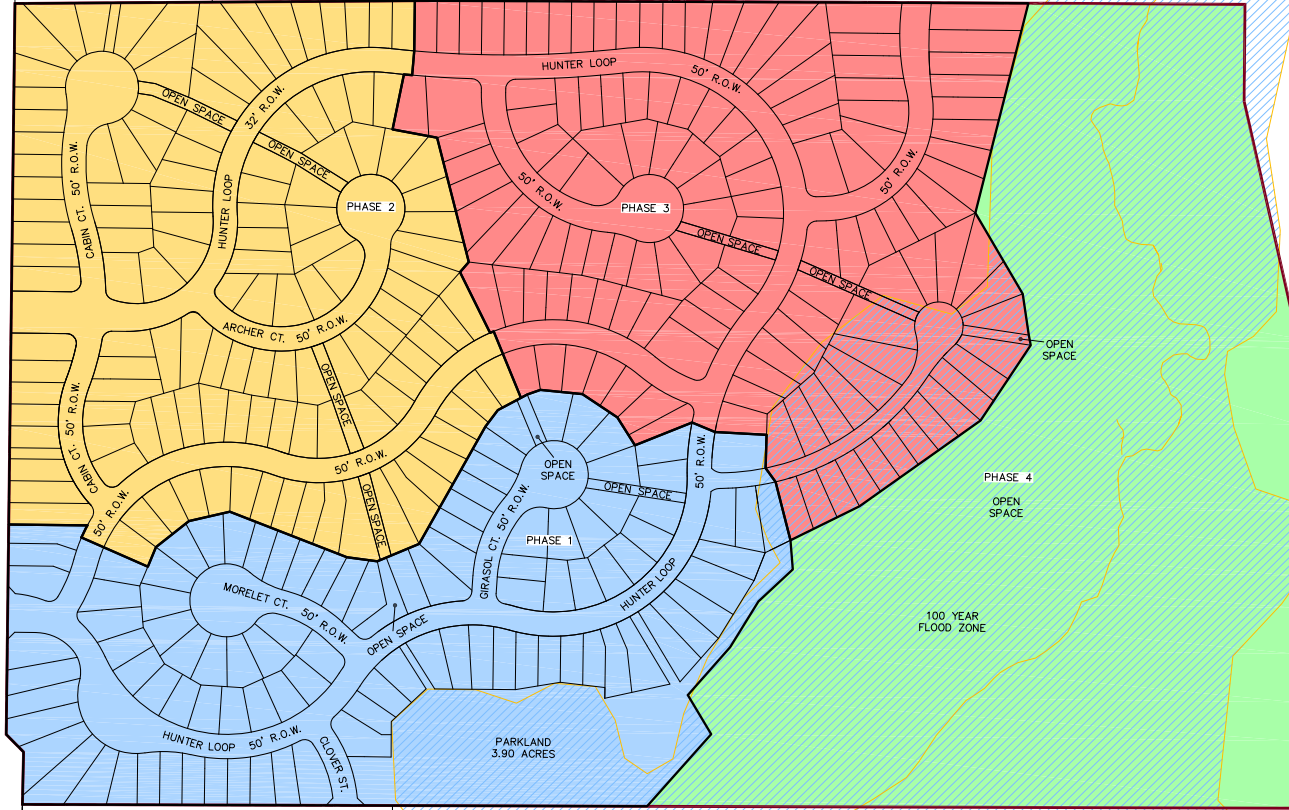 HUNTER LOOP
50' R.O.W.
32' R.O.W.
OPEN SPACE
OPEN SPACE
CABIN CT. 50' R.O.W.
HUNTER LOOP
PHASE 2
50' R.O.W.
PHASE 3
50' R.O.W.
OPEN SPACE
OPEN SPACE
ARCHER CT. 50' R.O.W.
OPEN
SPACE
OPEN SPACE
CABIN CT. 50' R.O.W.
50' R.O.W.
50' R.O.W.
OPEN SPACE
OPEN
SPACE
OPEN SPACE
50' R.O.W.
PHASE 4
OPEN
SPACE
GIRASOL CT. 50' R.O.W.
PHASE 1
HUNTER LOOP
MORELET CT. 50' R.O.W.
OPEN SPACE
100 YEAR
FLOOD ZONE
HUNTER LOOP 50' R.O.W.
CLOVER ST.
PARKLAND
3.90 ACRES